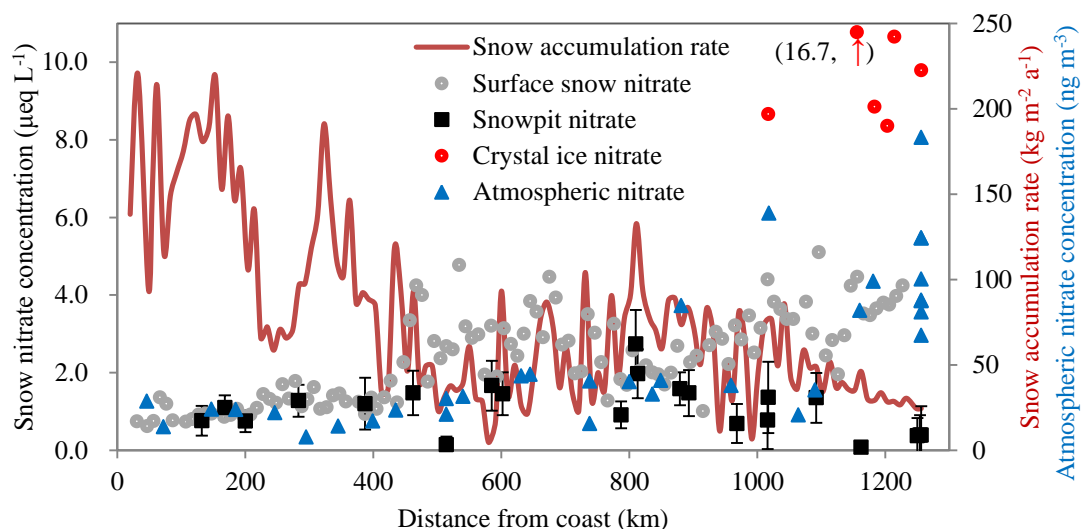 Snow nitrate concentration (μeq L⁻¹)
10.0
8.0
6.0
4.0
2.0
0.0
Snow accumulation rate
Surface snow nitrate
Snowpit nitrate
Crystal ice nitrate
Atmospheric nitrate
(16.7, ↑)
250
200
150
100
50
0
Snow accumulation rate
(kg m⁻² a⁻¹)
Atmospheric nitrate concentration (ng m⁻³)
0 200 400 600 800 1000 1200
Distance from coast (km)